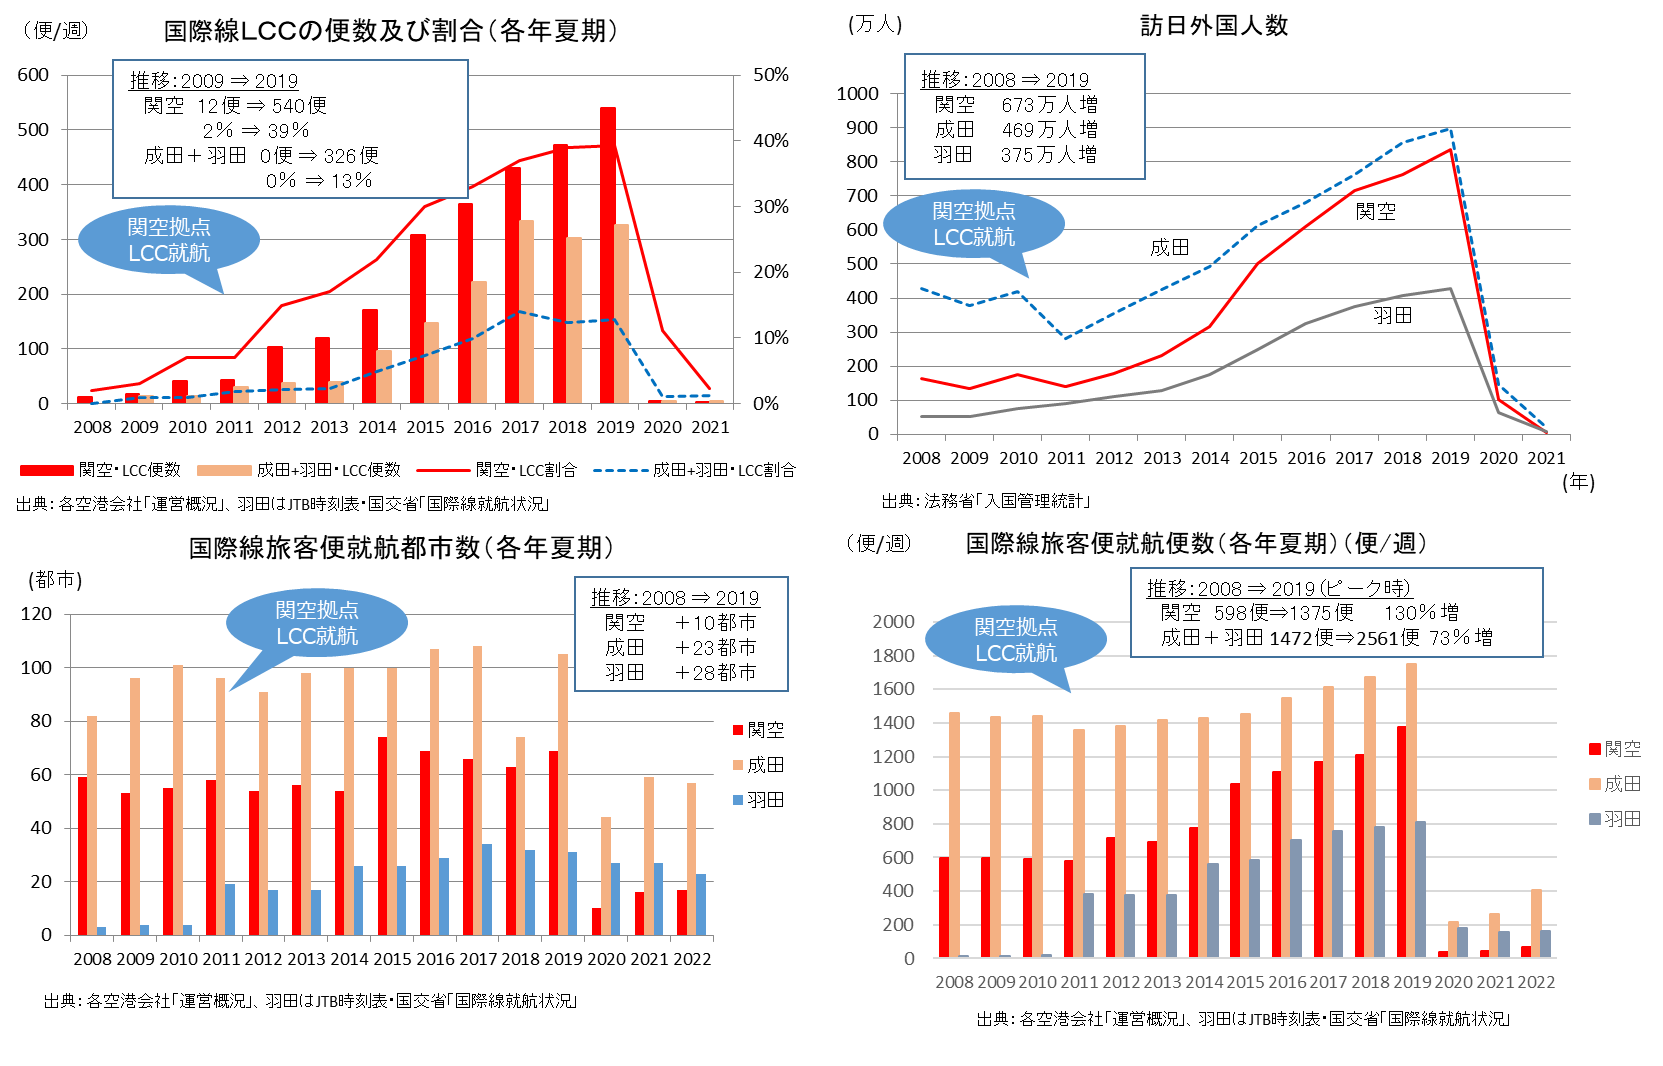 国際線LCCの便数及び割合(各年夏期)
(便/週)
推移:2009 ⇒ 2019
関空 12便 ⇒ 540便
2% ⇒ 39%
成田+羽田 0便 ⇒ 326便
0% ⇒ 13%
関空拠点
LCC就航
600
500
400
300
200
100
0
50%
40%
30%
20%
10%
0%
2008 2009 2010 2011 2012 2013 2014 2015 2016 2017 2018 2019 2020 2021
関空・LCC便数 成田+羽田・LCC便数 関空・LCC割合 成田+羽田・LCC割合
出典:各空港会社「運営概況」、羽田はJTB時刻表・国交省「国際線就航状況」
訪日外国人数
(万人)
推移:2008 ⇒ 2019
関空 673万人増
成田 469万人増
羽田 375万人増
関空拠点
LCC就航
成田
関空
羽田
1000
900
800
700
600
500
400
300
200
100
0
2008 2009 2010 2011 2012 2013 2014 2015 2016 2017 2018 2019 2020 2021
(年)
出典:法務省「入国管理統計」
国際線旅客便就航都市数(各年夏期)
(都市)
関空拠点
LCC就航
推移:2008 ⇒ 2019
関空 +10都市
成田 +23都市
羽田 +28都市
120
100
80
60
40
20
0
関空
成田
羽田
2008 2009 2010 2011 2012 2013 2014 2015 2016 2017 2018 2019 2020 2021 2022
出典:各空港会社「運営概況」、羽田はJTB時刻表・国交省「国際線就航状況」
国際線旅客便就航便数(各年夏期)(便/週)
(便/週)
推移:2008 ⇒ 2019(ピーク時)
関空 598便⇒1375便 130%増
成田+羽田 1472便⇒2561便 73%増
関空拠点
LCC就航
2000
1800
1600
1400
1200
1000
800
600
400
200
0
関空
成田
羽田
2008 2009 2010 2011 2012 2013 2014 2015 2016 2017 2018 2019 2020 2021 2022
出典:各空港会社「運営概況」、羽田はJTB時刻表・国交省「国際線就航状況」